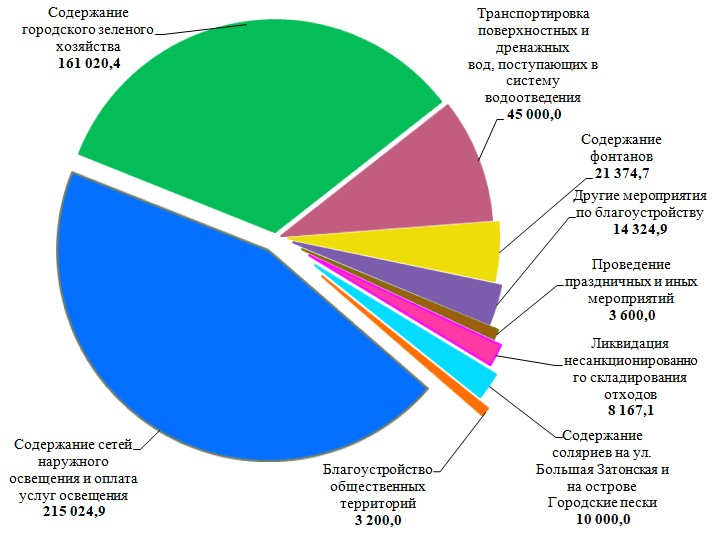 Содержание
городского зеленого
хозяйства
161 020,4
Транспортировка
поверхностных и
дренажных
вод, поступающих в
систему
водоотведения
45 000,0
Содержание
фонтанов
21 374,7
Другие мероприятия
по благоустройству
14 324,9
Проведение
праздничных и иных
мероприятий
3 600,0
Ликвидация
несанкционированно
го складирования
отходов
8 167,1
Содержание
соляриев на ул.
Большая Затонская и
на острове
Городские пески
10 000,0
Благоустройство
общественных
территорий
3 200,0
Содержание сетей
наружного
освещения и оплата
услуг освещения
215 024,9